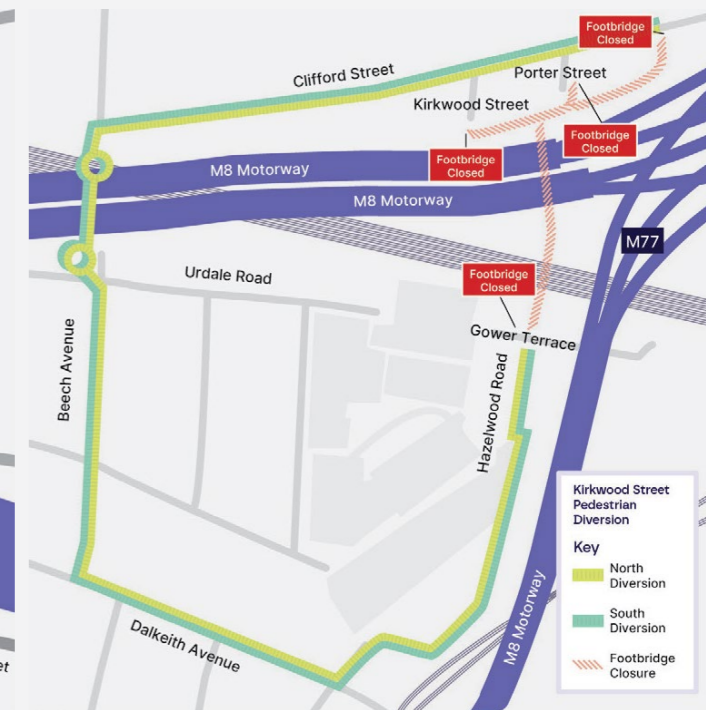 Footbridge
Closed
Clifford Street
Porter Street
Kirkwood Street
Footbridge
Closed
Footbridge
Closed
M8 Motorway
M8 Motorway
M77
Urdale Road
Footbridge
Closed
Gower Terrace
Beech Avenue
Hazelwood Road
Kirkwood Street
Pedestrian
Diversion
Key
North
Diversion
South
Diversion
Footbridge
Closure
M8 Motorway
Dalkeith Avenue
et